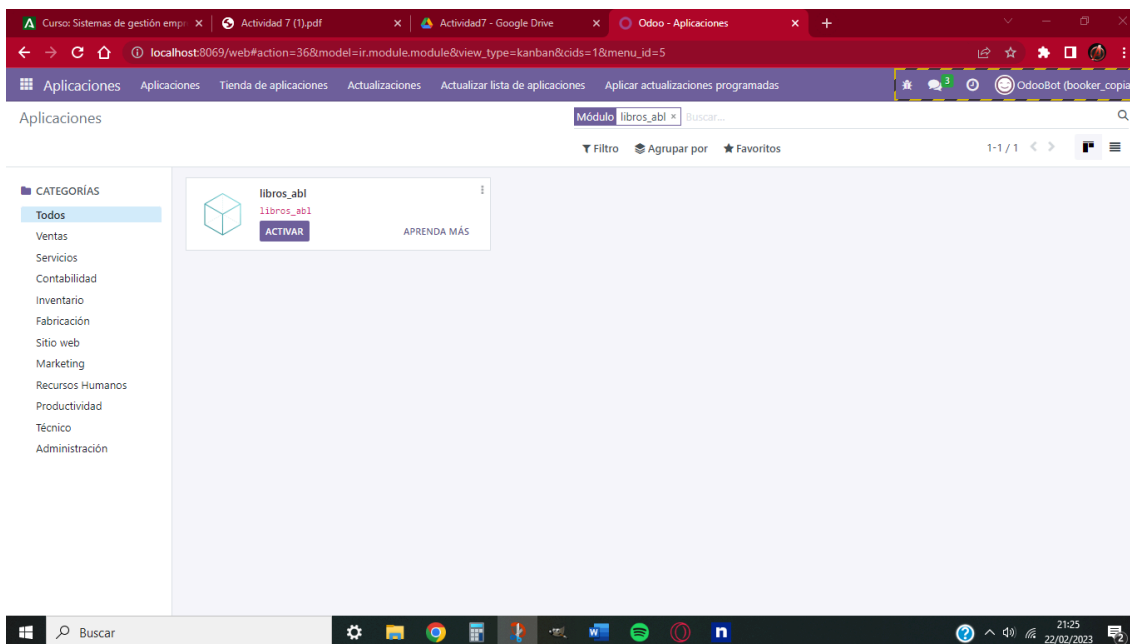 Curso: Sistemas de gestión empr
Actividad 7 (1).pdf
Actividad7 - Google Drive
Odoo - Aplicaciones
localhost:8069/web#action=36&model=ir.module.module&view_type=kanban&cids=1&menu_id=5
Aplicaciones Aplicaciones Tienda de aplicaciones Actualizaciones Actualizar lista de aplicaciones Aplicar actualizaciones programadas 3 OdooBot (booker_copia
Aplicaciones
Módulo libros_abl × Buscar...
Filtro Agrupar por Favoritos 1-1 / 1
CATEGORÍAS
Todos
Ventas
Servicios
Contabilidad
Inventario
Fabricación
Sitio web
Marketing
Recursos Humanos
Productividad
Técnico
Administración
libros_abl
libros_abl
ACTIVAR APRENDA MÁS
Buscar
21:25
22/02/2023
2